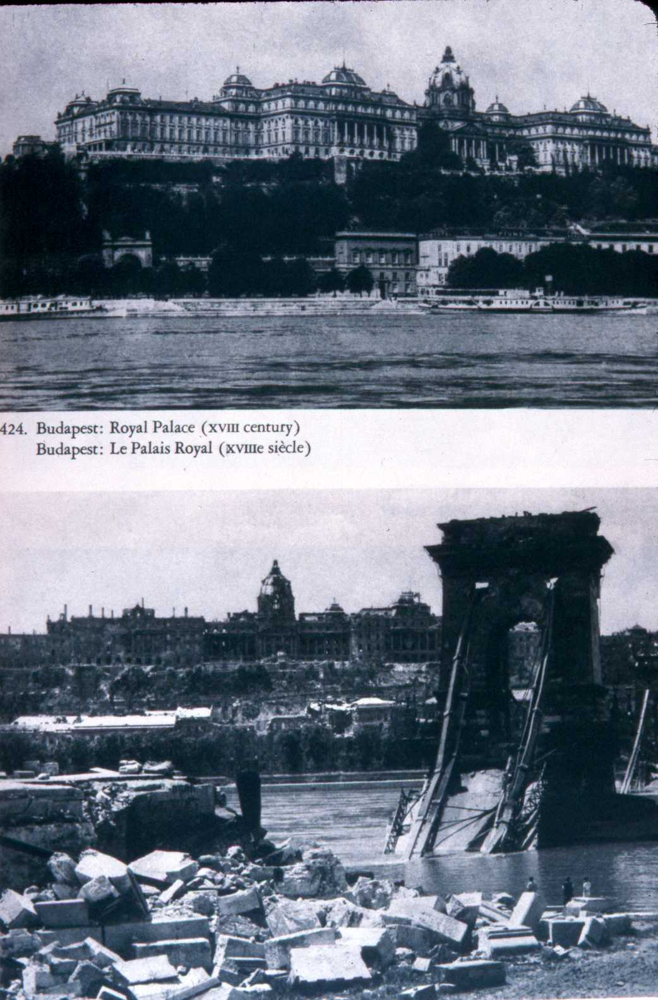 424. Budapest: Royal Palace (XVIII century)
Budapest: Le Palais Royal (XVIIIe siècle)